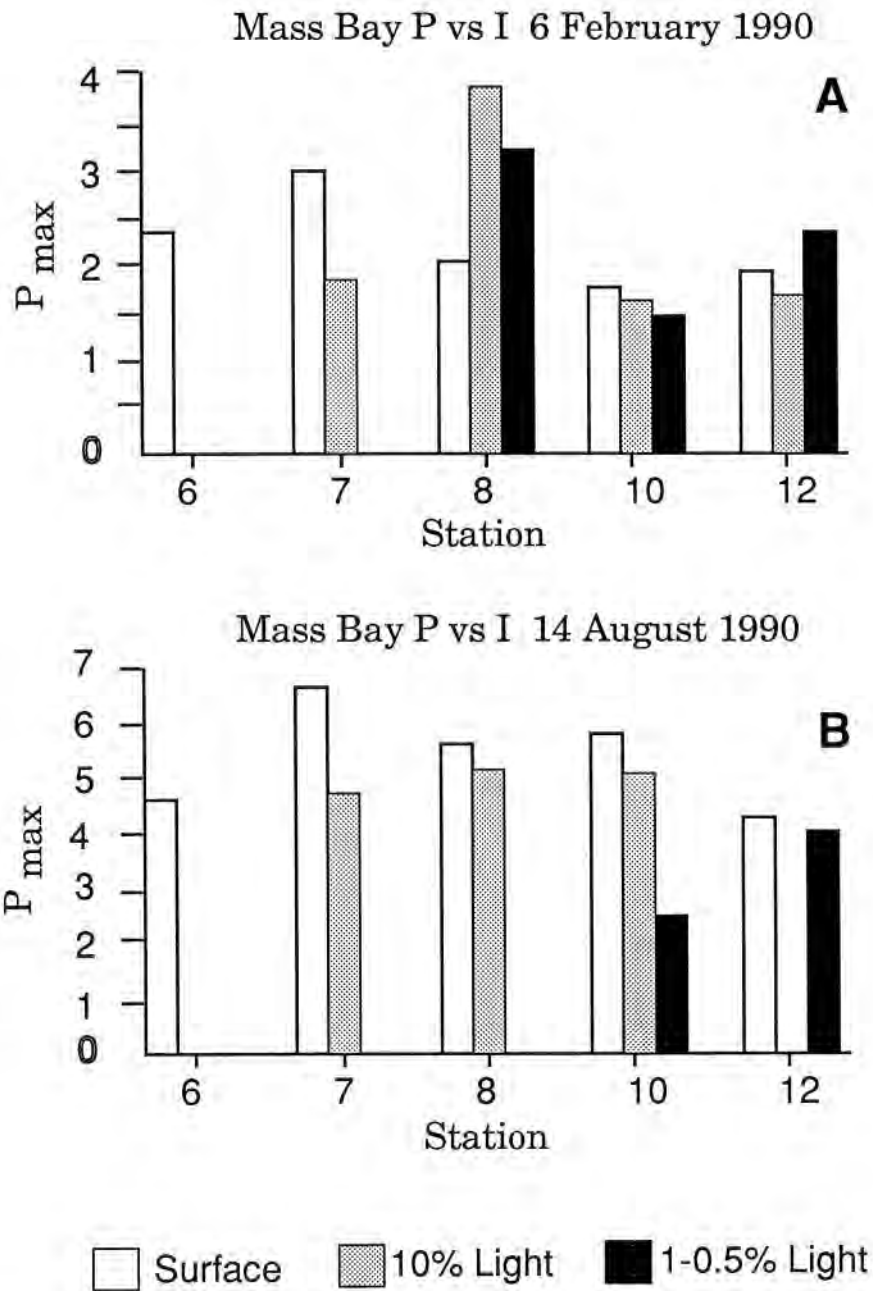 Mass Bay P vs I 6 February 1990
A
4
3
2
1
0
P max
6 7 8 10 12
Station
Mass Bay P vs I 14 August 1990
B
7
6
5
4
3
2
1
0
P max
6 7 8 10 12
Station
Surface 10% Light 1-0.5% Light